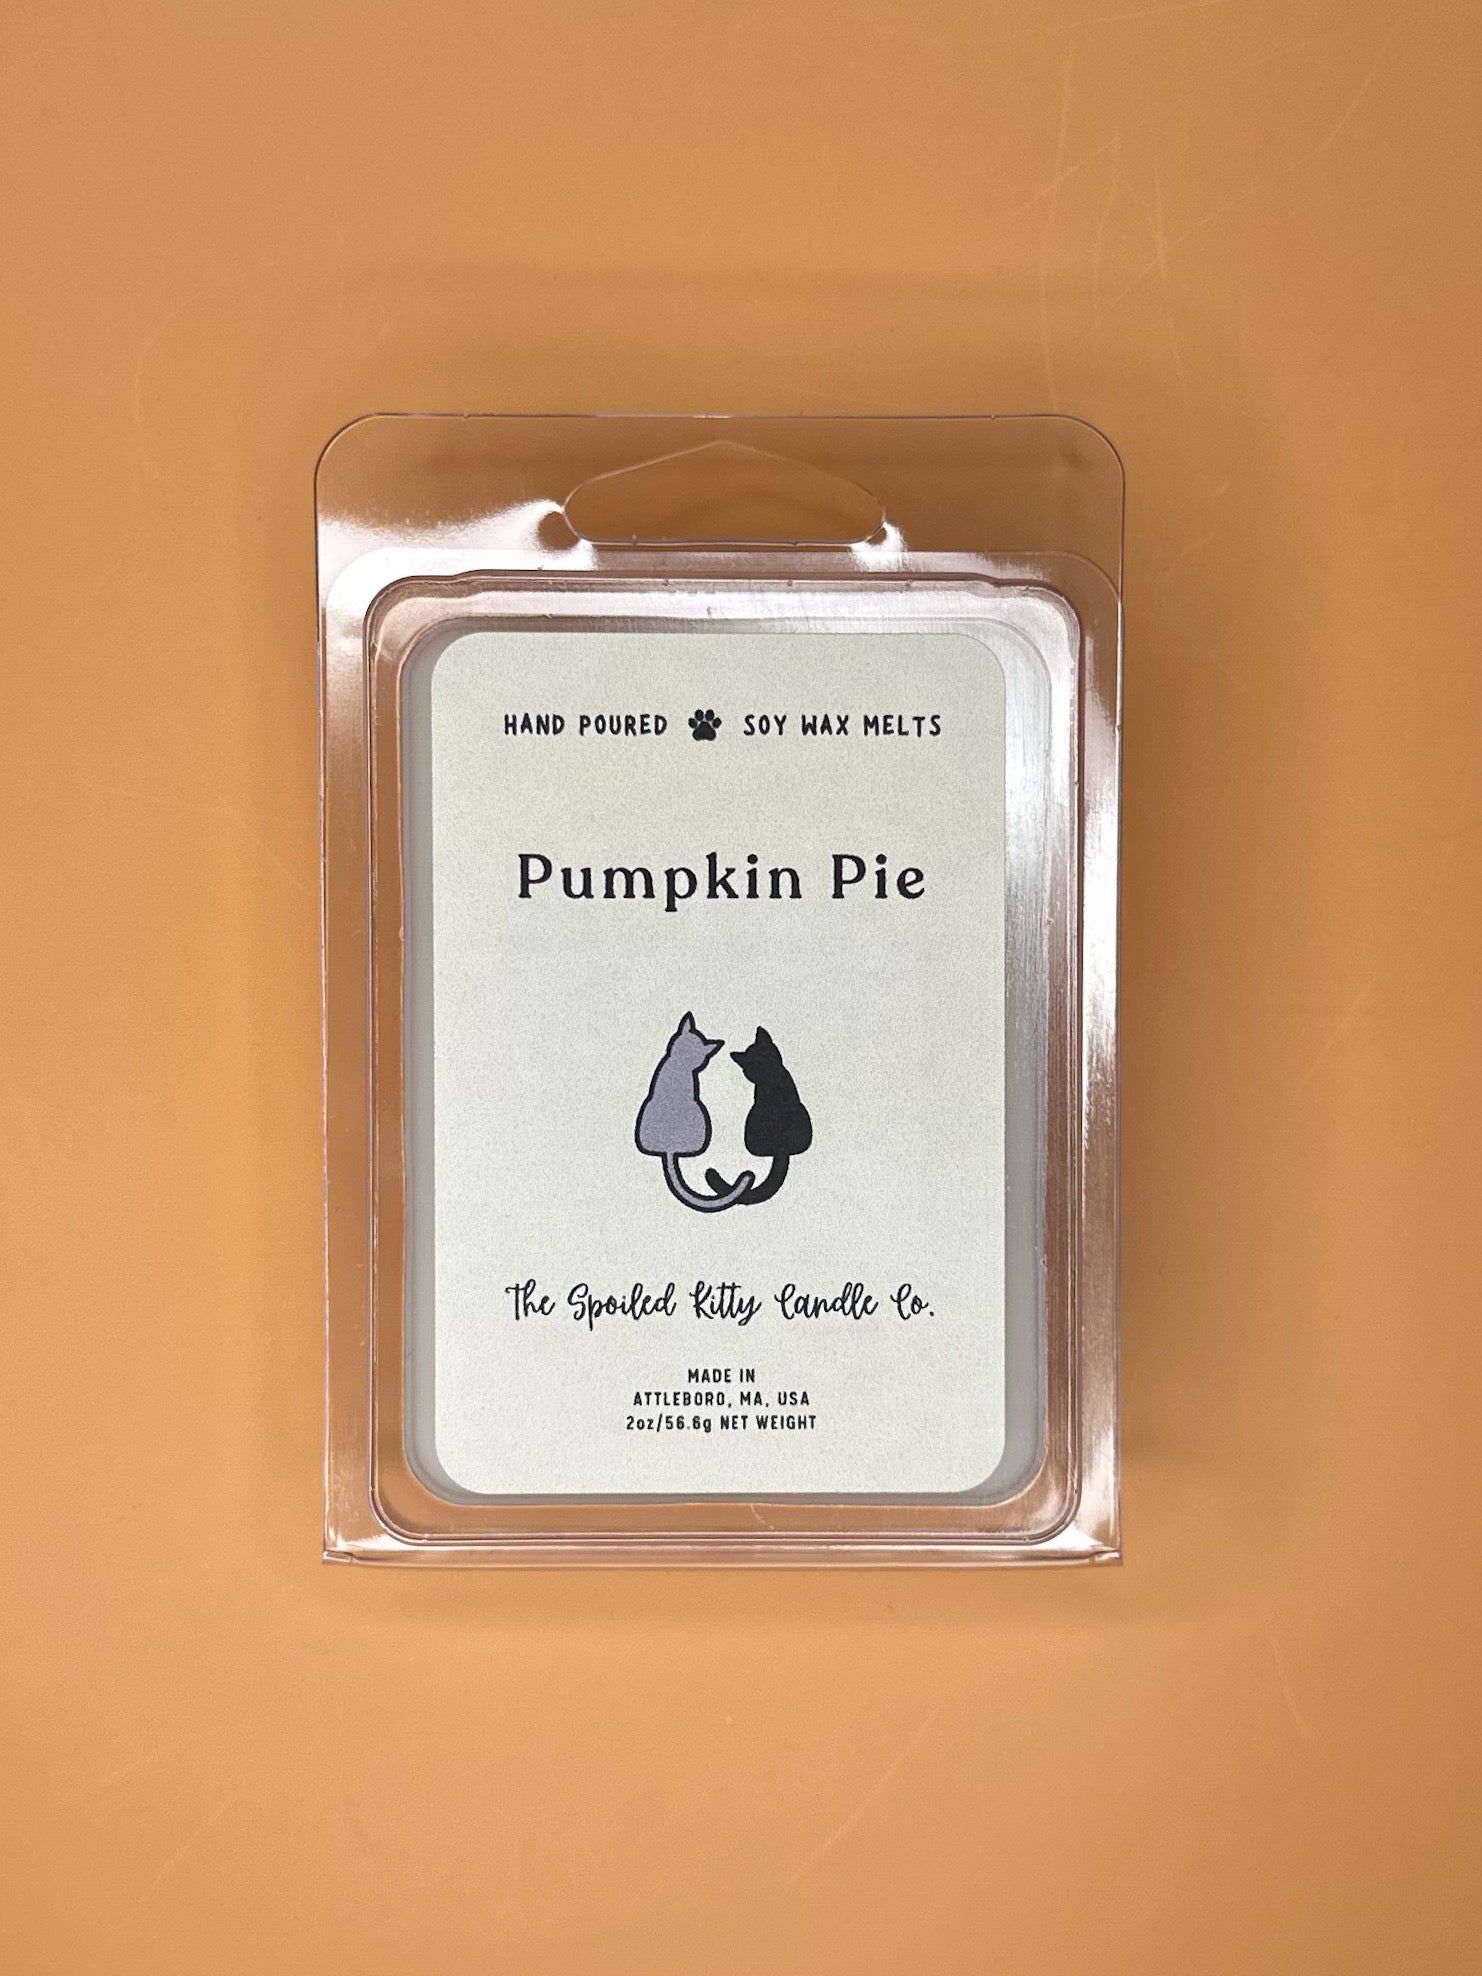 HAND POURED SOY WAX MELTS
Pumpkin Pie
The Spoiled Kitty Candle Co.
MADE IN
ATTLEBORO, MA, USA
2oz/56.6g NET WEIGHT